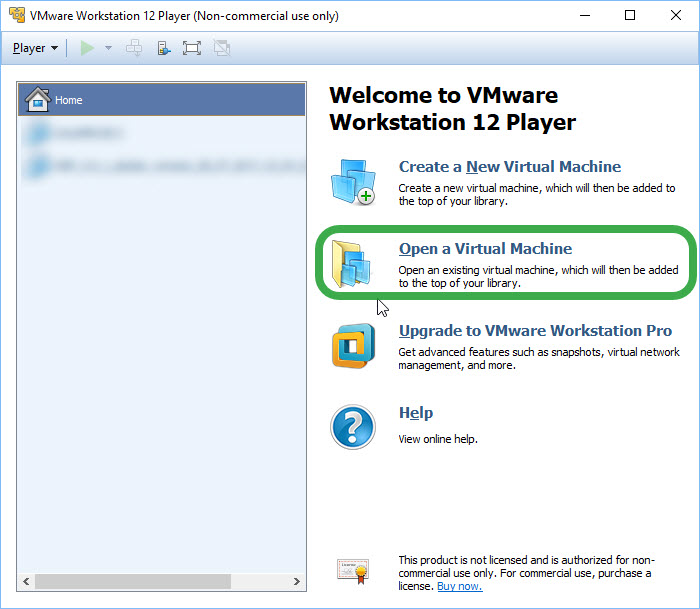 VMware Workstation 12 Player (Non-commercial use only)
Player
Home
Welcome to VMware
Workstation 12 Player
Create a New Virtual Machine
Create a new virtual machine, which will then be added
to the top of your library.
Open a Virtual Machine
Open an existing virtual machine, which will then be added
to the top of your library.
Upgrade to VMware Workstation Pro
Get advanced features such as snapshots, virtual network
management, and more.
Help
View online help.
This product is not licensed and is authorized for non-
commercial use only. For commercial use, purchase a
license. Buy now.